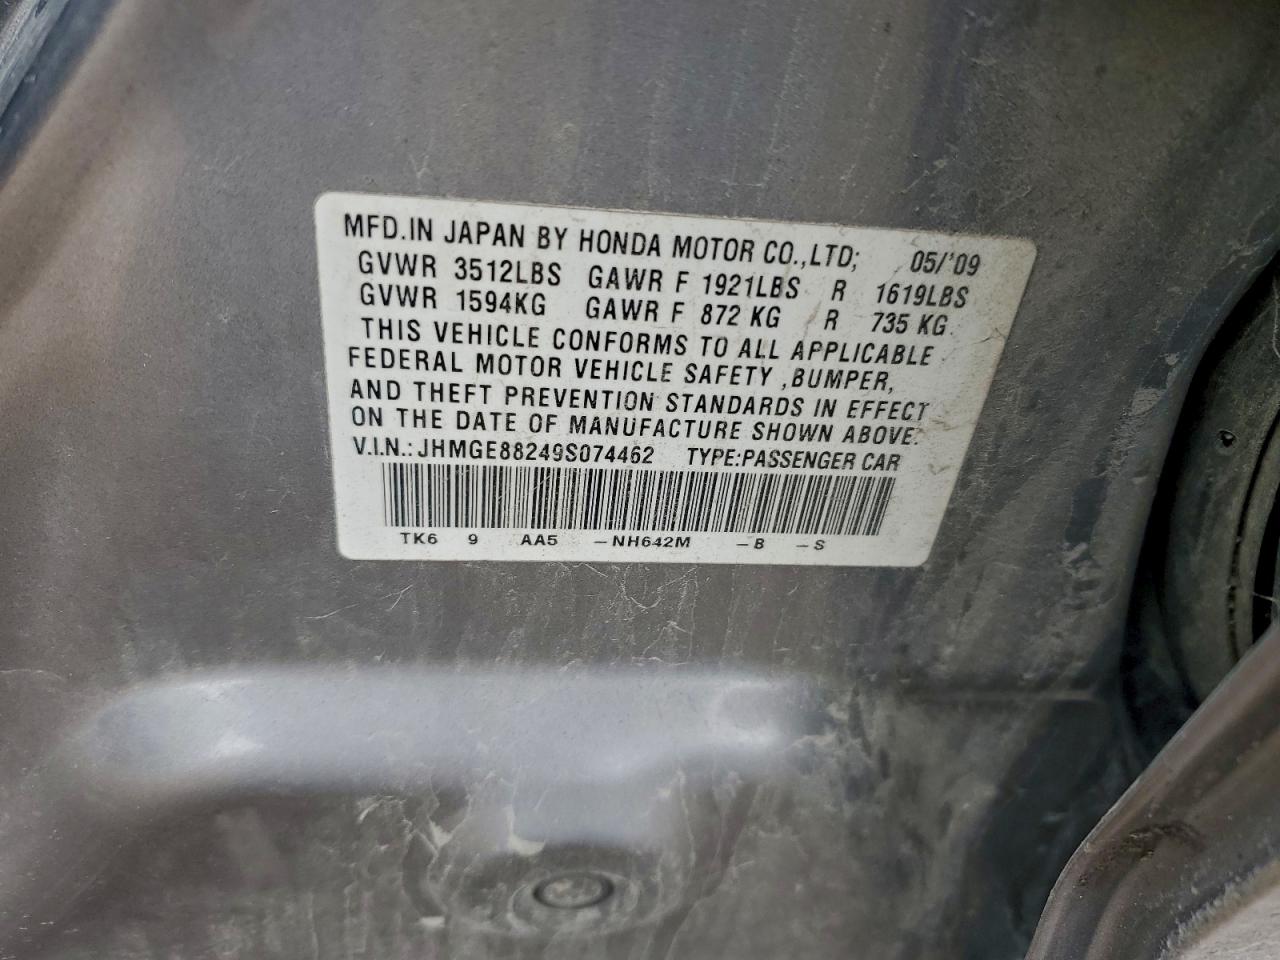 MFD.IN JAPAN BY HONDA MOTOR CO.,LTD; 05/'09
GVWR 3512LBS GAWR F 1921LBS R 1619LBS
GVWR 1594KG GAWR F 872 KG R 735 KG
THIS VEHICLE CONFORMS TO ALL APPLICABLE
FEDERAL MOTOR VEHICLE SAFETY ,BUMPER,
AND THEFT PREVENTION STANDARDS IN EFFECT
ON THE DATE OF MANUFACTURE SHOWN ABOVE.
V.I.N.: JHMGE88249S074462 TYPE:PASSENGER CAR
TK6 9 AA5 -NH642M -B -S